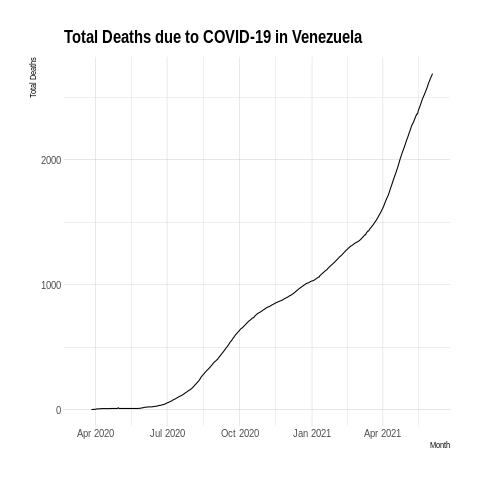 Total Deaths due to COVID-19 in Venezuela
Total Deaths
2000
1000
0
Apr 2020
Jul 2020
Oct 2020
Jan 2021
Apr 2021
Month